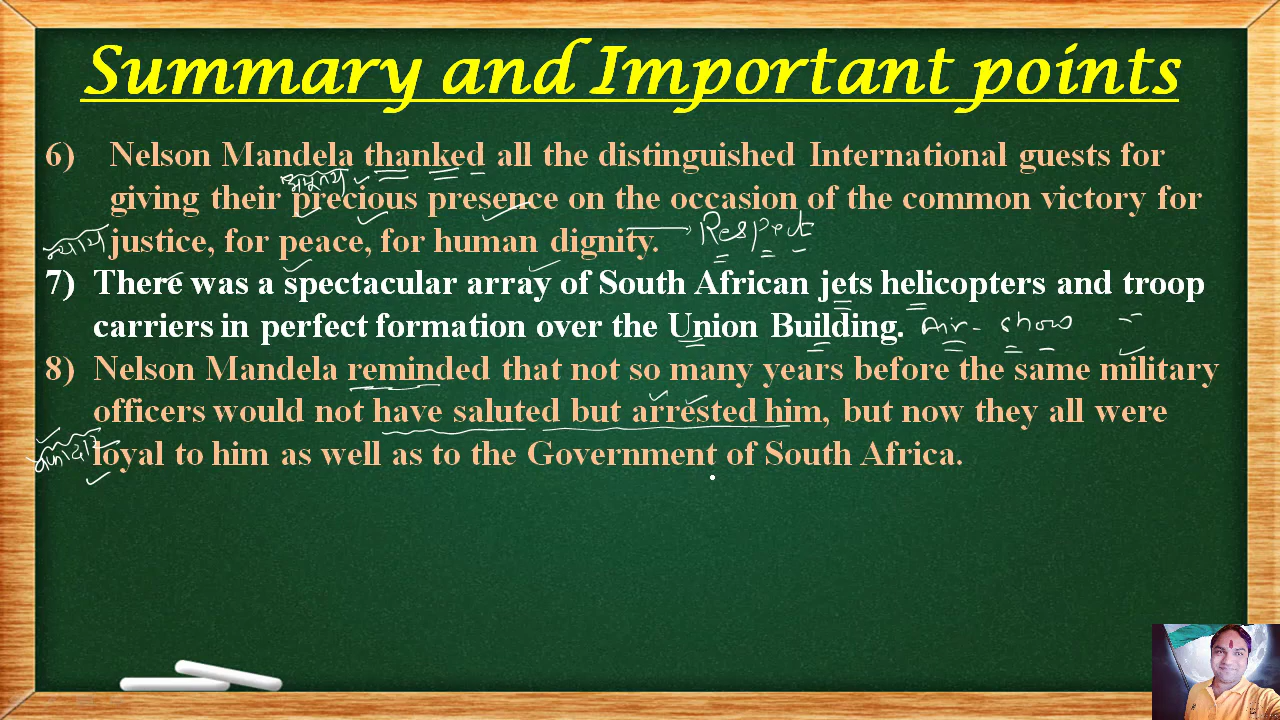 Summary and Important points
6) Nelson Mandela thanked all the distinguished International guests for
अमूल्य
giving their precious presence on the occasion of the common victory for
न्याय justice, for peace, for human dignity. Respect
7) There was a spectacular array of South African jets helicopters and troop
carriers in perfect formation over the Union Building. Air-show
8) Nelson Mandela reminded that not so many years before the same military
officers would not have saluted but arrested him, but now they all were
loyal to him as well as to the Government of South Africa.